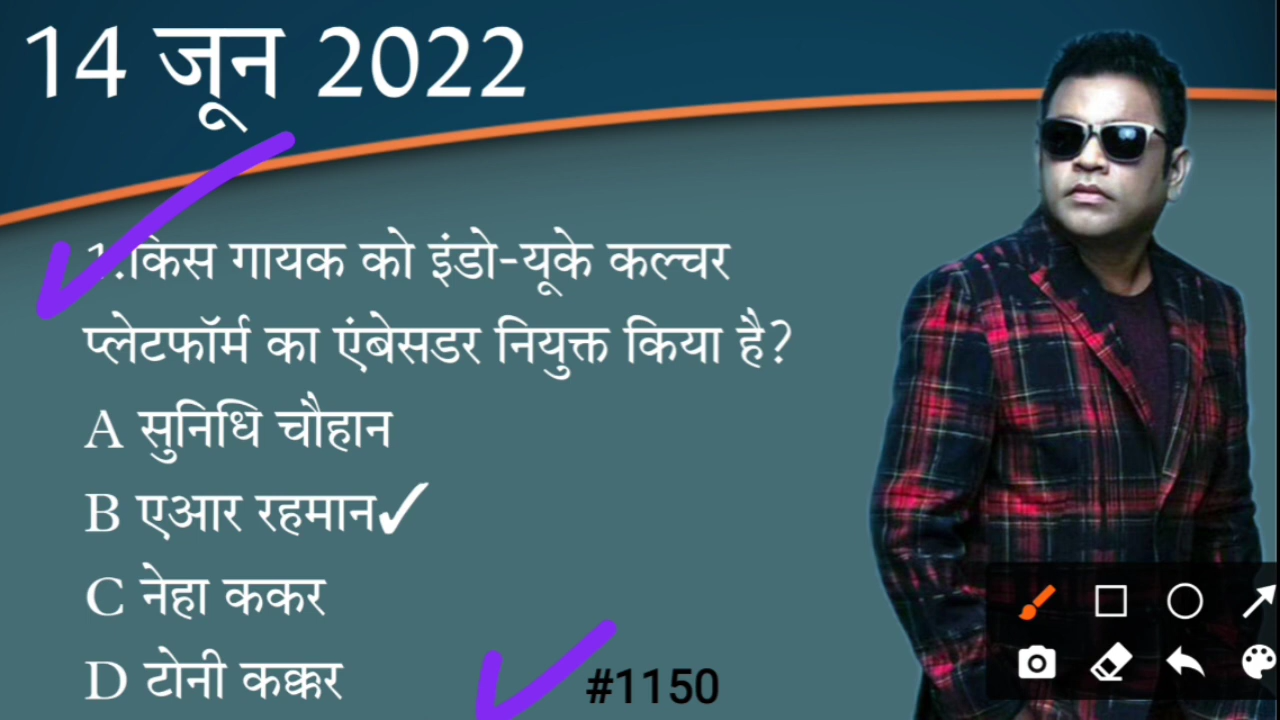 14 जून 2022
1.किस गायक को इंडो-यूके कल्चर
प्लेटफॉर्म का एंबेसडर नियुक्त किया है?
A सुनिधि चौहान
B एआर रहमान✓
C नेहा ककर
D टोनी कक्कर
#1150